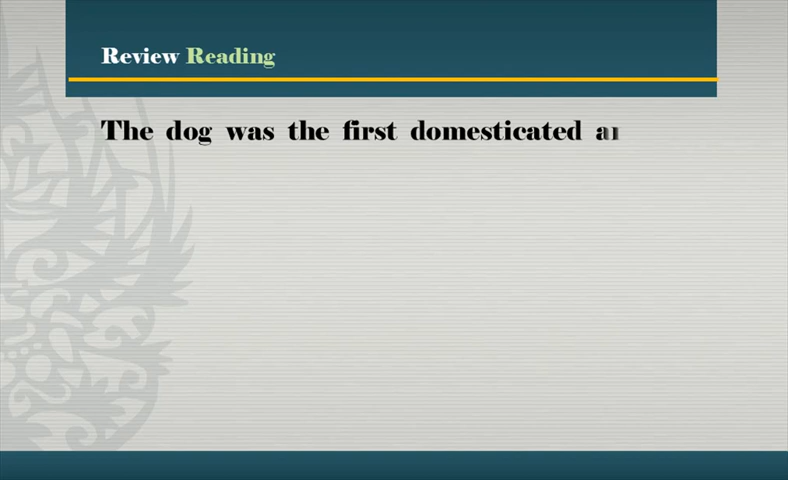 Review Reading
The dog was the first domesticated